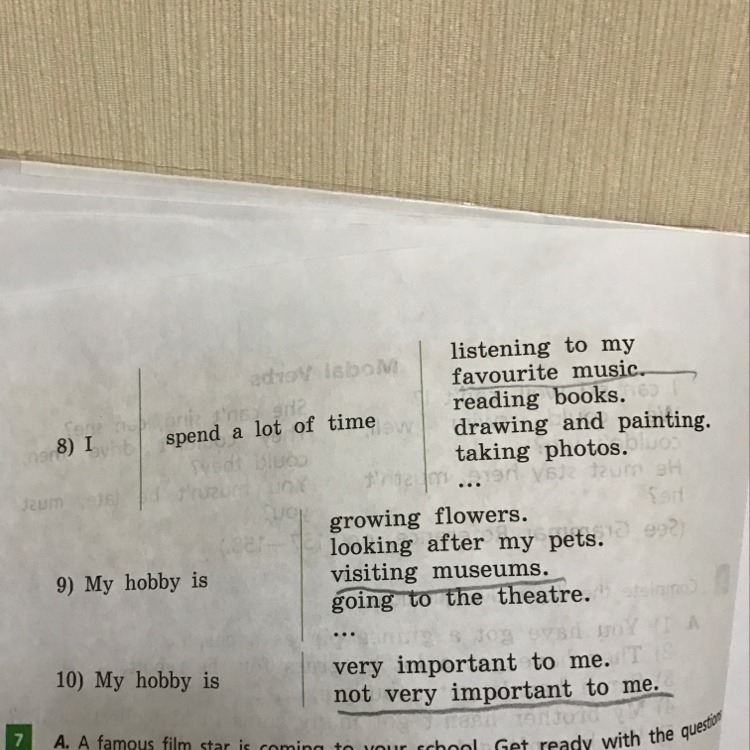 listening to my
favourite music.
reading books.
8) I spend a lot of time drawing and painting.
taking photos.
...
growing flowers.
looking after my pets.
9) My hobby is visiting museums.
going to the theatre.
...
very important to me.
10) My hobby is not very important to me.
7 A. A famous film star is coming to your school. Get ready with the question